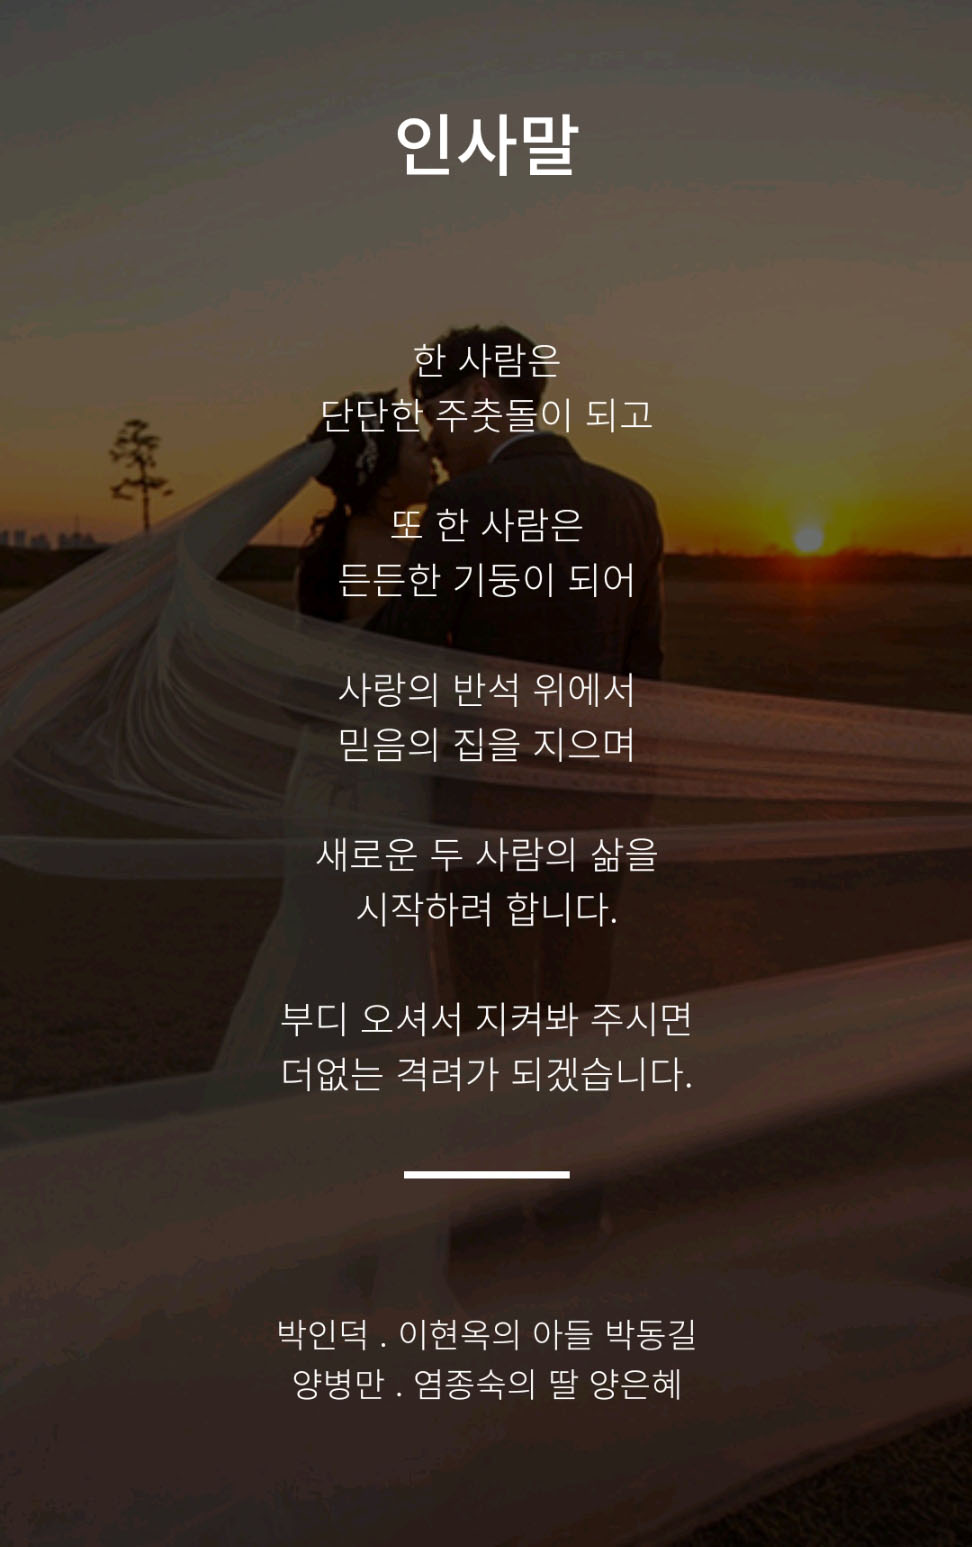 인사말
한 사람은
단단한 주춧돌이 되고
또 한 사람은
든든한 기둥이 되어
사랑의 반석 위에서
믿음의 집을 지으며
새로운 두 사람의 삶을
시작하려 합니다.
부디 오셔서 지켜봐 주시면
더없는 격려가 되겠습니다.
박인덕 . 이현옥의 아들 박동길
양병만 . 염종숙의 딸 양은혜